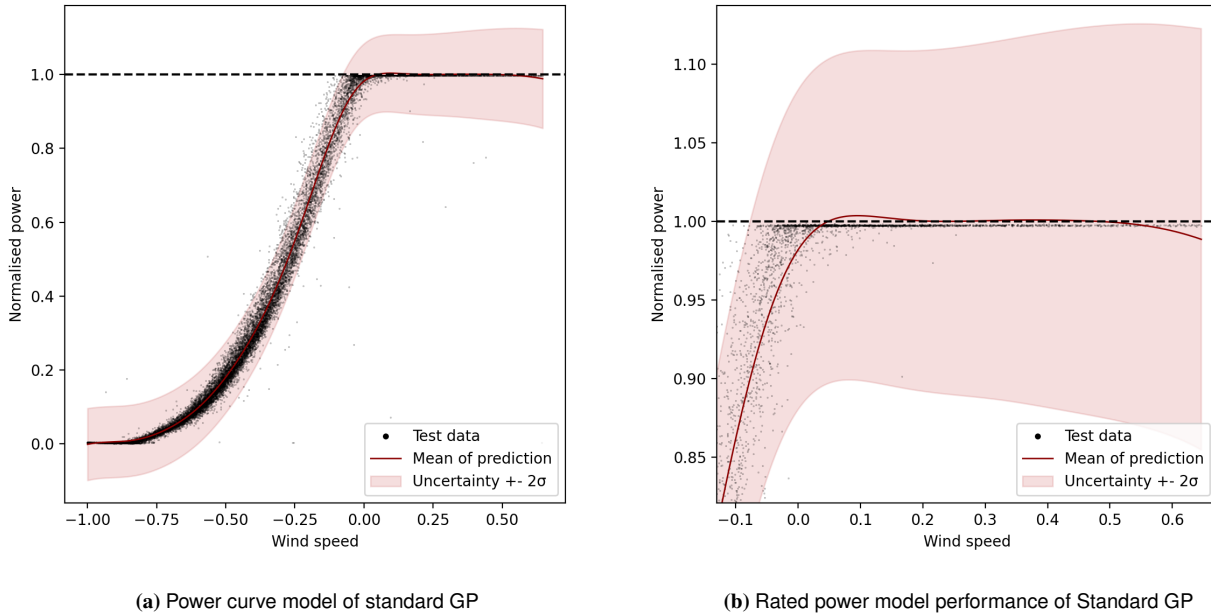 1.0
0.8
0.6
0.4
0.2
0.0
Normalised power
−1.00 −0.75 −0.50 −0.25 0.00 0.25 0.50
Wind speed
Test data
Mean of prediction
Uncertainty +- 2σ
(a) Power curve model of standard GP
1.10
1.05
1.00
0.95
0.90
0.85
Normalised power
−0.1 0.0 0.1 0.2 0.3 0.4 0.5 0.6
Wind speed
Test data
Mean of prediction
Uncertainty +- 2σ
(b) Rated power model performance of Standard GP